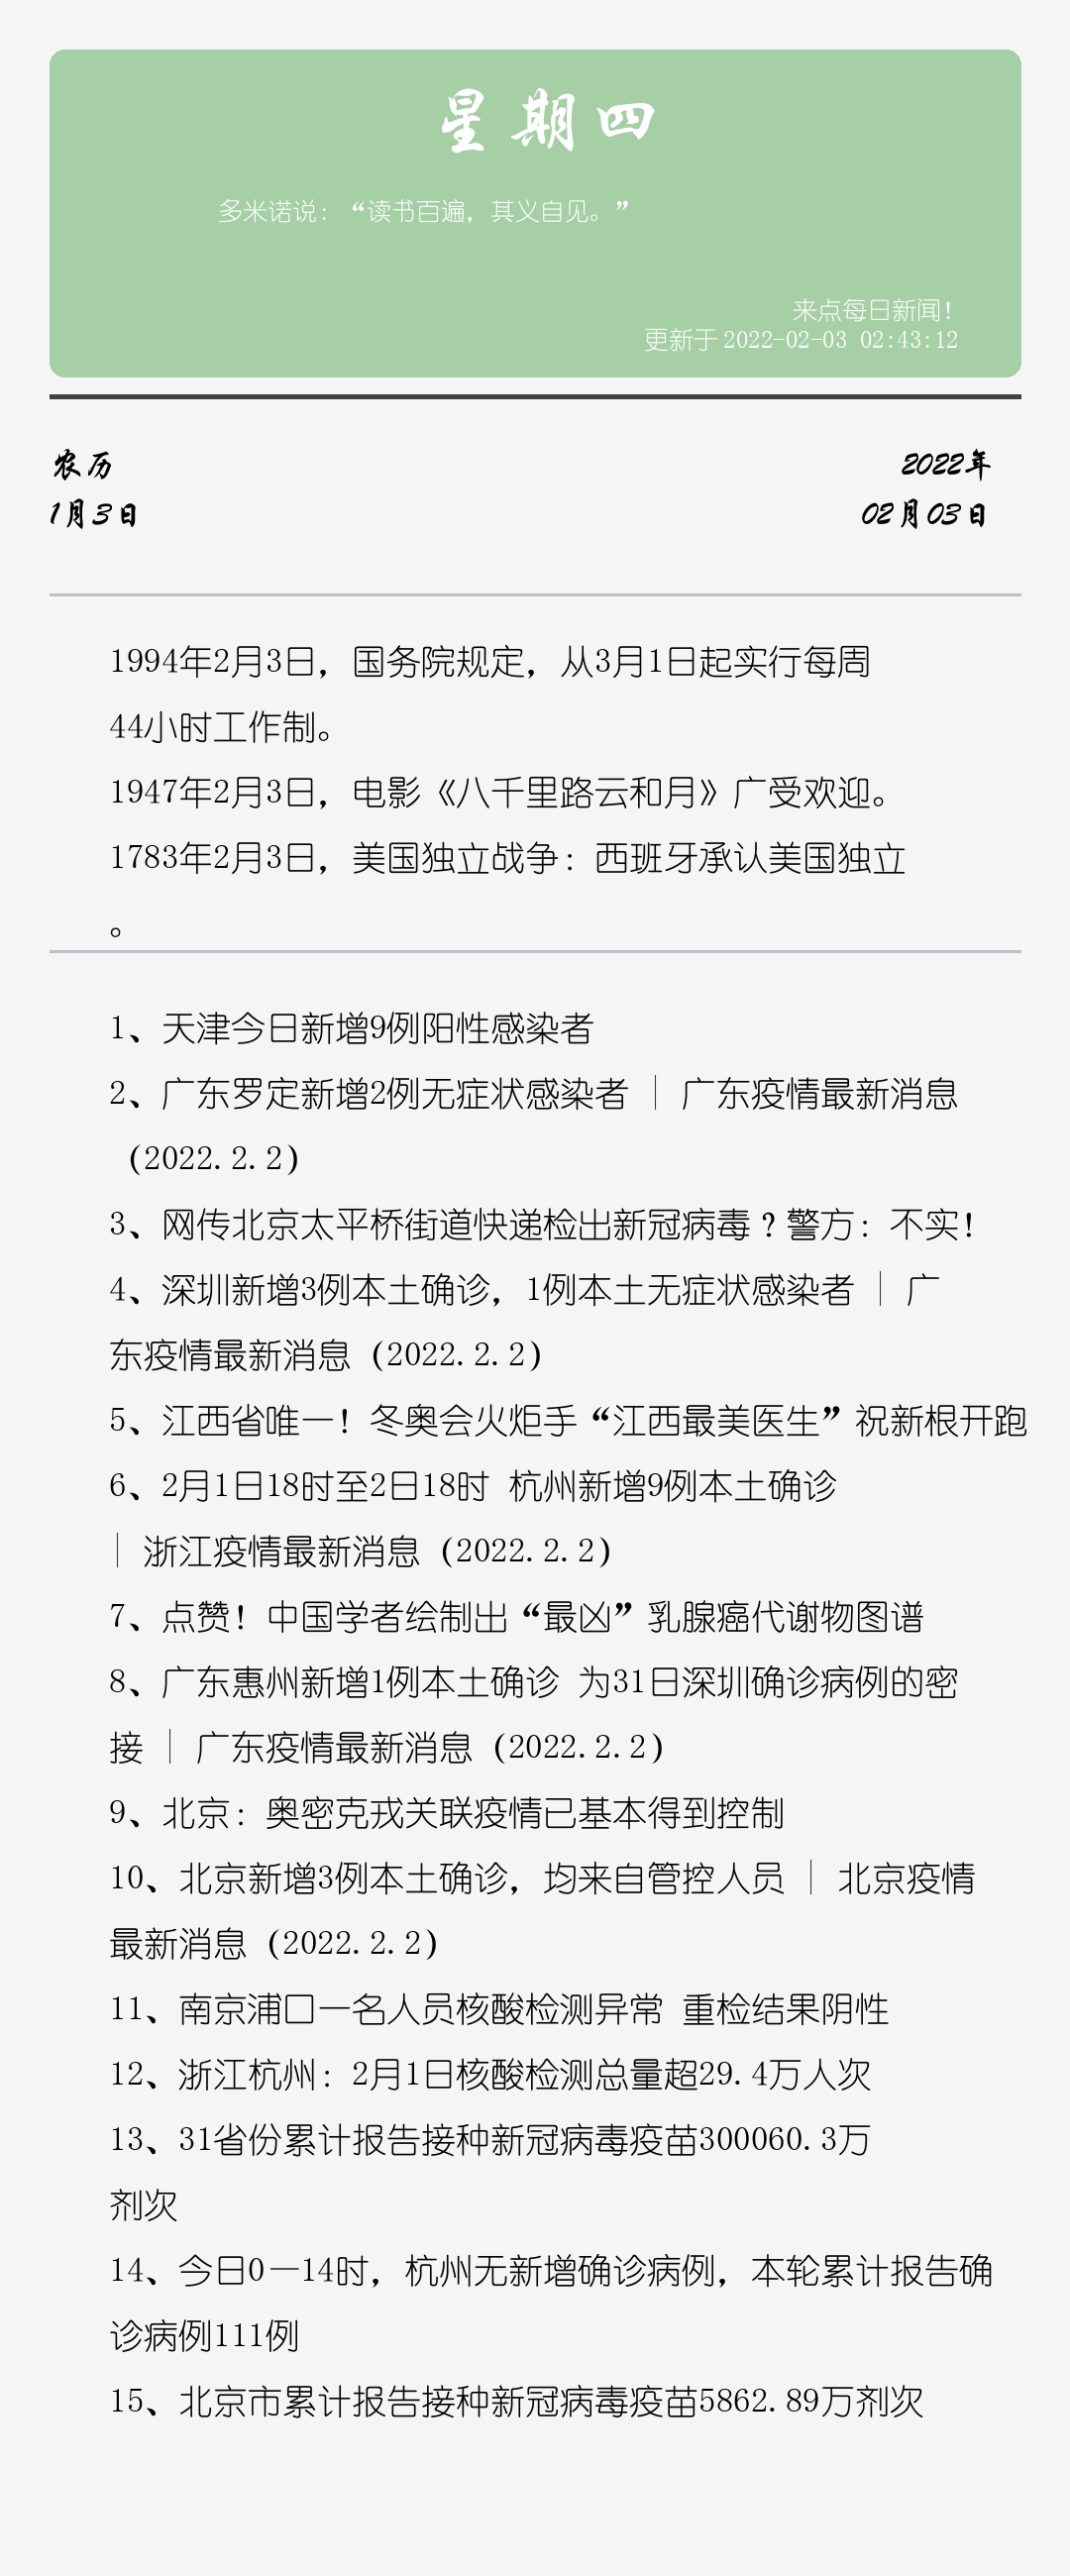 星期四
多米诺说：“读书百遍，其义自见。”
来点每日新闻！
更新于 2022-02-03 02:43:12
农历
2022年
1月3日
02月03日
1994年2月3日，国务院规定，从3月1日起实行每周
44小时工作制。
1947年2月3日，电影《八千里路云和月》广受欢迎。
1783年2月3日，美国独立战争：西班牙承认美国独立
。
1、天津今日新增9例阳性感染者
2、广东罗定新增2例无症状感染者｜广东疫情最新消息
（2022.2.2）
3、网传北京太平桥街道快递检出新冠病毒？警方：不实！
4、深圳新增3例本土确诊，1例本土无症状感染者｜广
东疫情最新消息（2022.2.2）
5、江西省唯一！冬奥会火炬手“江西最美医生”祝新根开跑
6、2月1日18时至2日18时 杭州新增9例本土确诊
｜浙江疫情最新消息（2022.2.2）
7、点赞！中国学者绘制出“最凶”乳腺癌代谢物图谱
8、广东惠州新增1例本土确诊 为31日深圳确诊病例的密
接｜广东疫情最新消息（2022.2.2）
9、北京：奥密克戎关联疫情已基本得到控制
10、北京新增3例本土确诊，均来自管控人员｜北京疫情
最新消息（2022.2.2）
11、南京浦口一名人员核酸检测异常 重检结果阴性
12、浙江杭州：2月1日核酸检测总量超29.4万人次
13、31省份累计报告接种新冠病毒疫苗300060.3万
剂次
14、今日0—14时，杭州无新增确诊病例，本轮累计报告确
诊病例111例
15、北京市累计报告接种新冠病毒疫苗5862.89万剂次